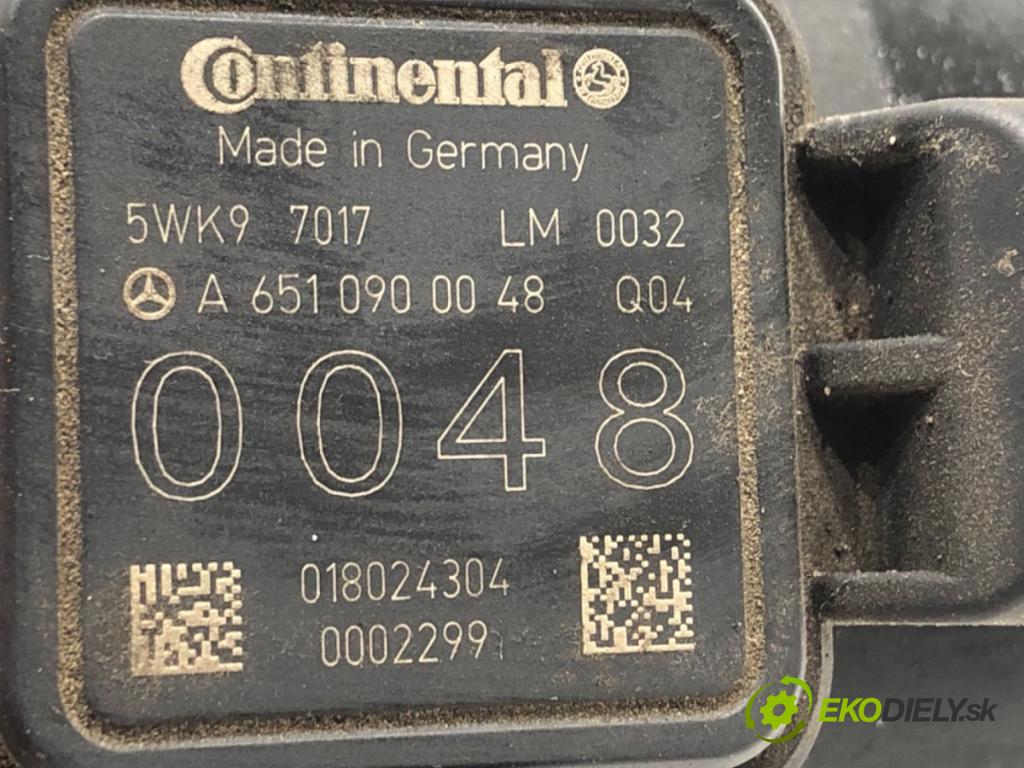 Continental
Made in Germany
5WK9 7017 LM 0032
A 651 090 00 48 Q04
0048
018024304
0002299
EKODIELY.sk